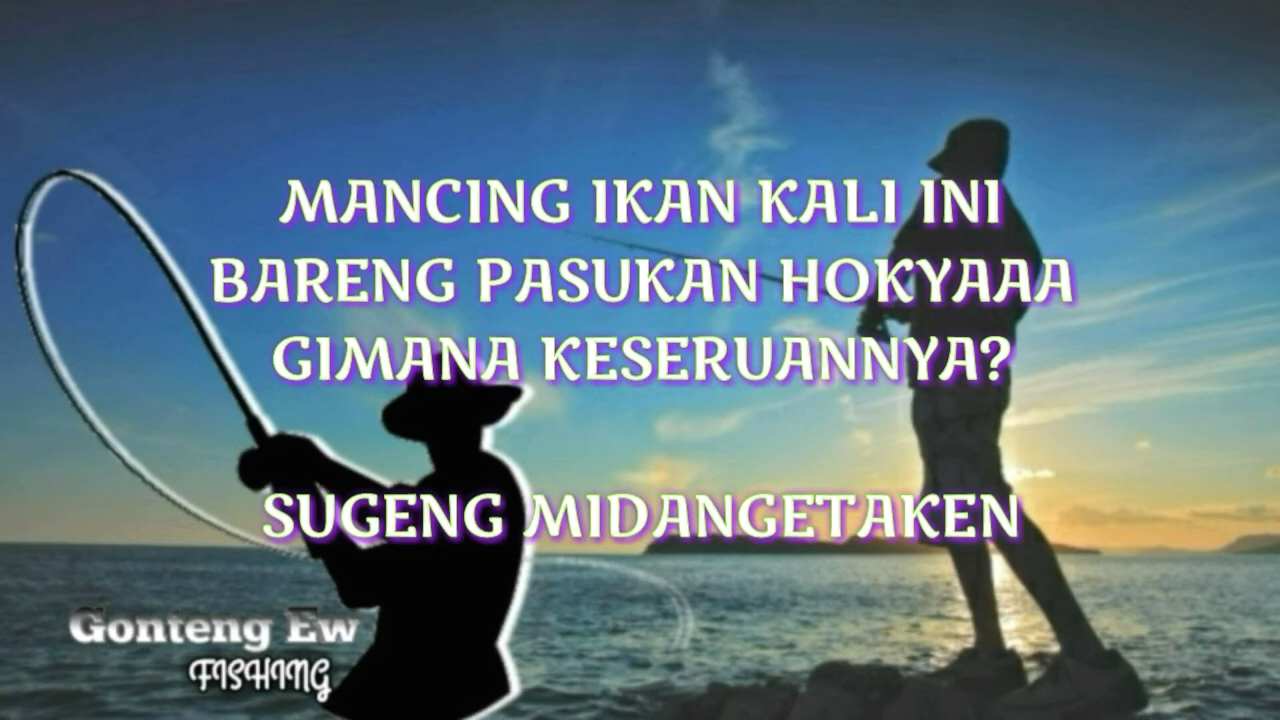 MANCING IKAN KALI INI
BARENG PASUKAN HOKYAAA
GIMANA KESERUANNYA?
SUGENG MIDANGETAKEN
Gonteng Ew
FISHING